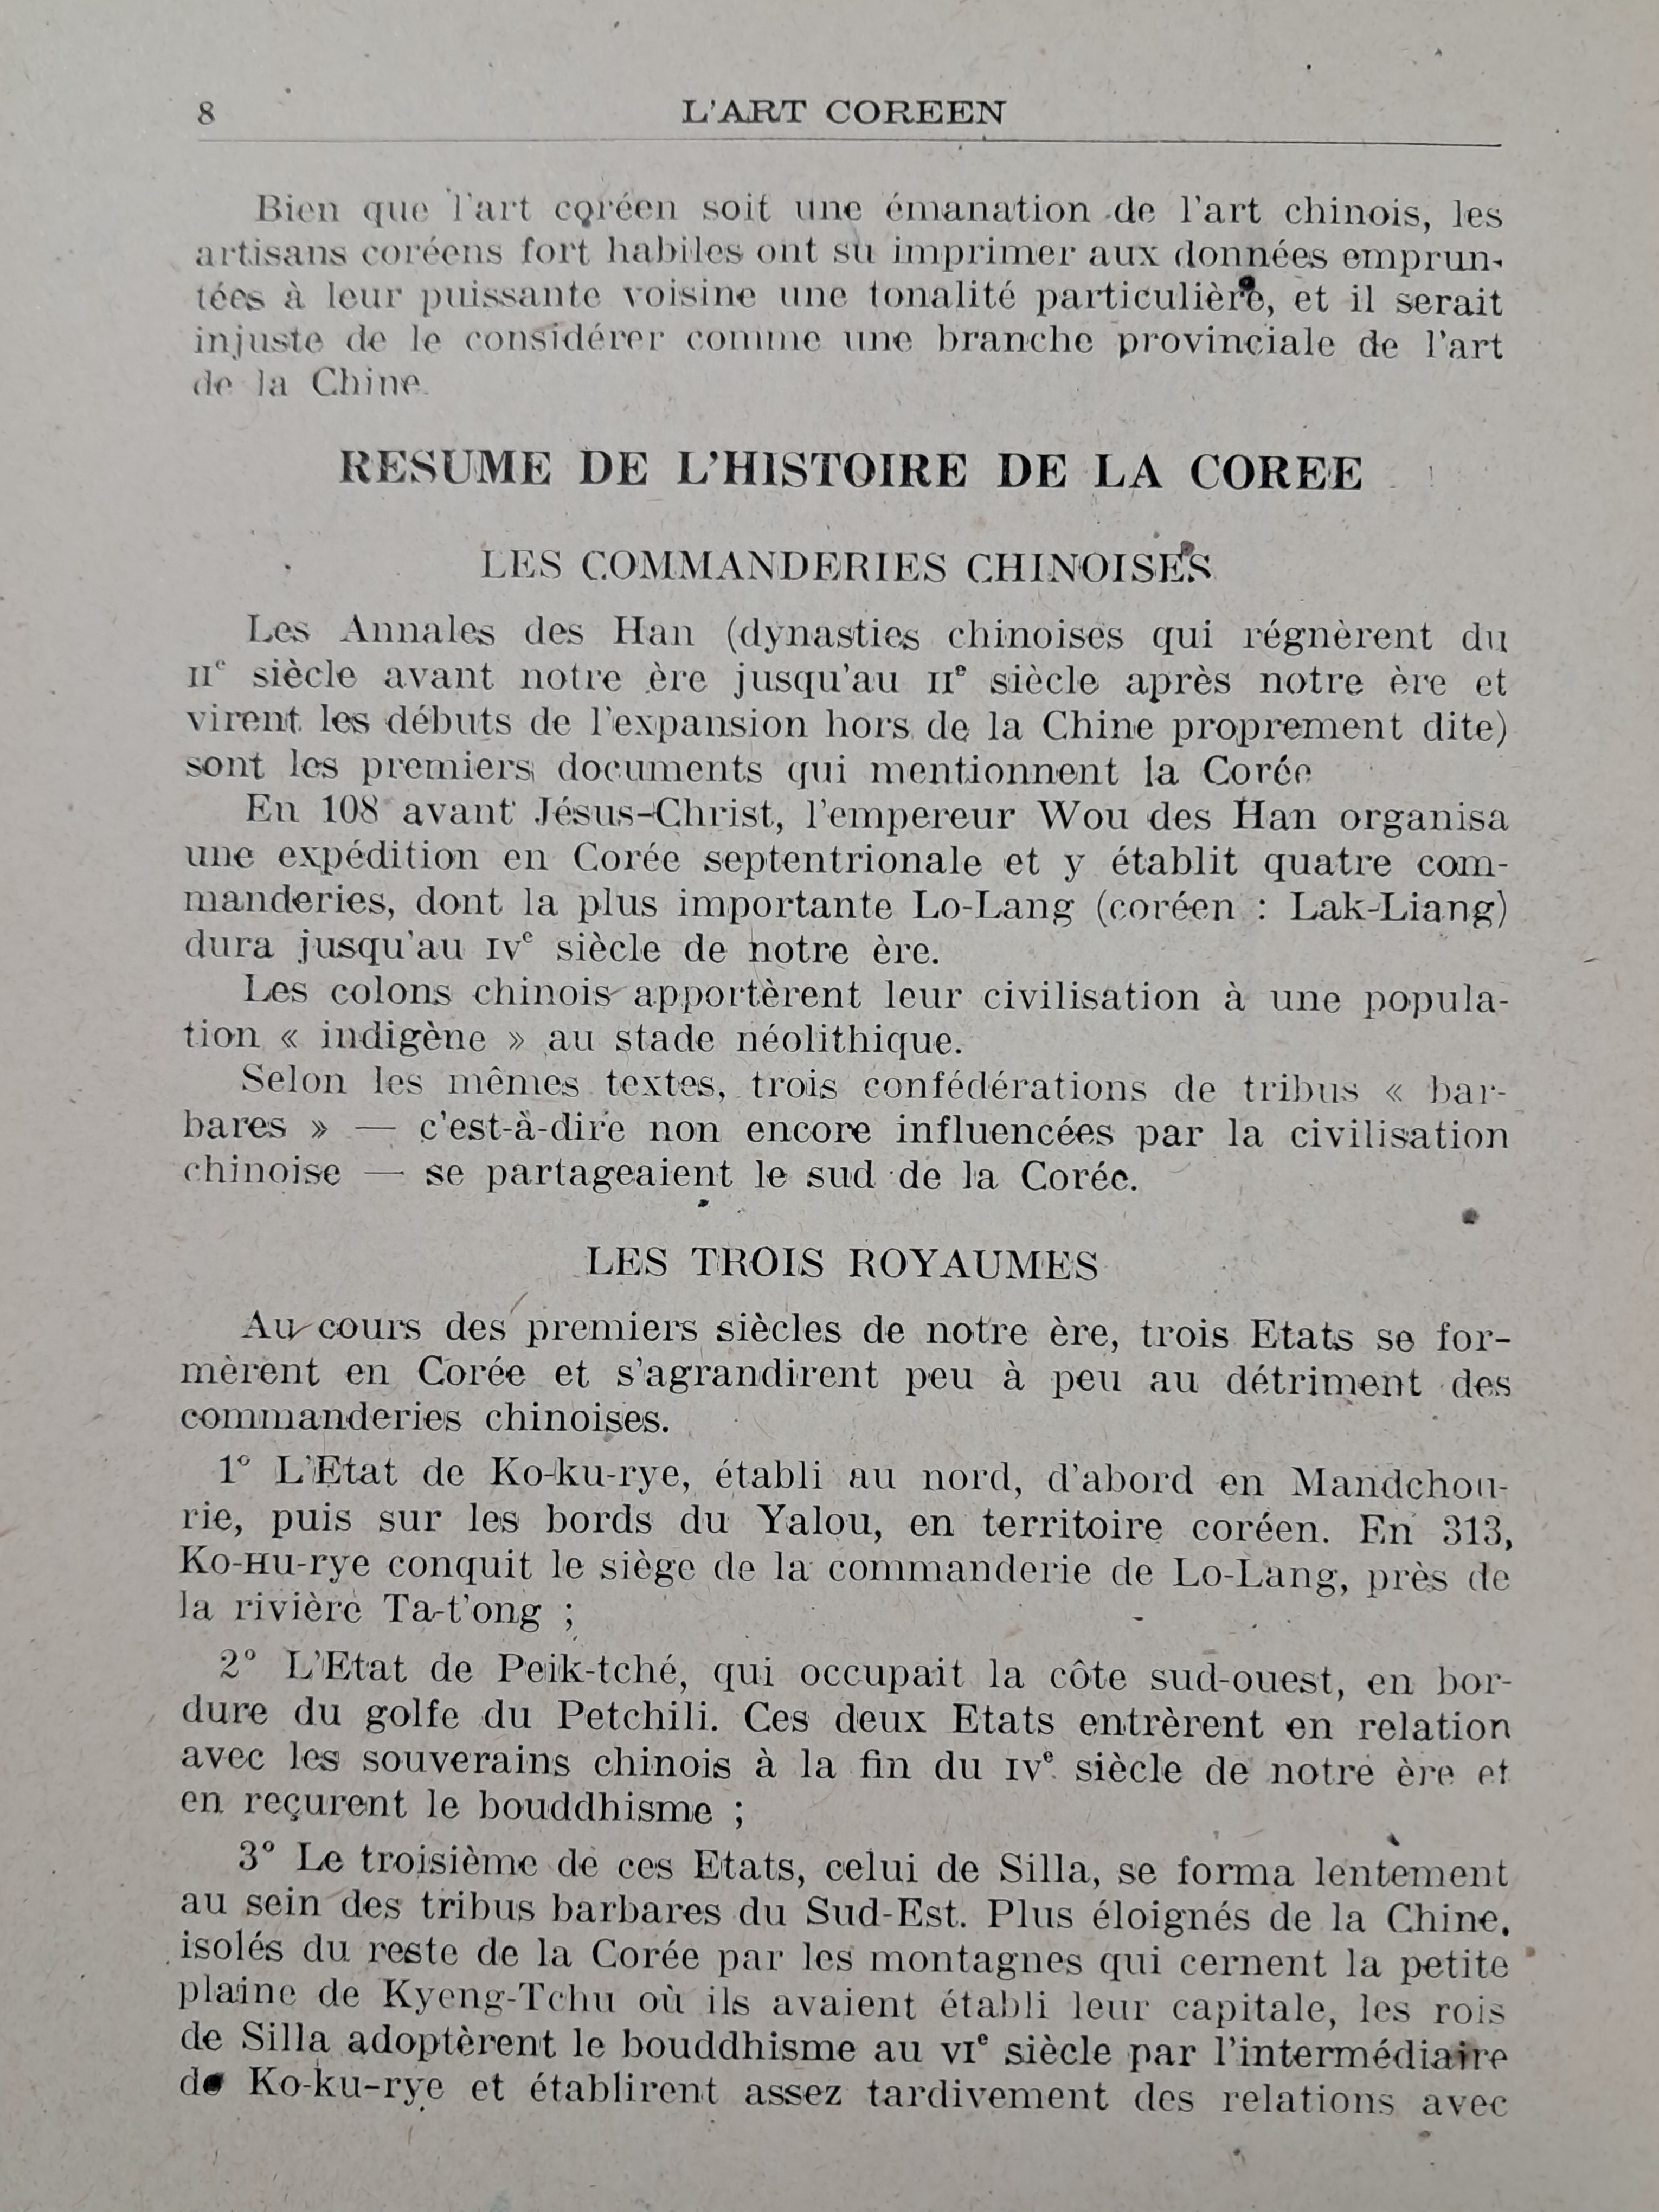 8 L'ART COREEN
Bien que l'art coréen soit une émanation de l'art chinois, les
artisans coréens fort habiles ont su imprimer aux données emprun-
tées à leur puissante voisine une tonalité particulière, et il serait
injuste de le considérer comme une branche provinciale de l'art
de la Chine.
RESUME DE L'HISTOIRE DE LA COREE
LES COMMANDERIES CHINOISES
Les Annales des Han (dynasties chinoises qui régnèrent du
IIe siècle avant notre ère jusqu'au IIe siècle après notre ère et
virent les débuts de l'expansion hors de la Chine proprement dite)
sont les premiers documents qui mentionnent la Corée
En 108 avant Jésus-Christ, l'empereur Wou des Han organisa
une expédition en Corée septentrionale et y établit quatre com-
manderies, dont la plus importante Lo-Lang (coréen : Lak-Liang)
dura jusqu'au IVe siècle de notre ère.
Les colons chinois apportèrent leur civilisation à une popula-
tion « indigène » au stade néolithique.
Selon les mêmes textes, trois confédérations de tribus « bar-
bares » — c'est-à-dire non encore influencées par la civilisation
chinoise — se partageaient le sud de la Corée.
LES TROIS ROYAUMES
Au cours des premiers siècles de notre ère, trois Etats se for-
mèrent en Corée et s'agrandirent peu à peu au détriment des
commanderies chinoises.
1° L'Etat de Ko-ku-rye, établi au nord, d'abord en Mandchou-
rie, puis sur les bords du Yalou, en territoire coréen. En 313,
Ko-Hu-rye conquit le siège de la commanderie de Lo-Lang, près de
la rivière Ta-t'ong ;
2° L'Etat de Peik-tché, qui occupait la côte sud-ouest, en bor-
dure du golfe du Petchili. Ces deux Etats entrèrent en relation
avec les souverains chinois à la fin du IVe siècle de notre ère et
en reçurent le bouddhisme ;
3° Le troisième de ces Etats, celui de Silla, se forma lentement
au sein des tribus barbares du Sud-Est. Plus éloignés de la Chine,
isolés du reste de la Corée par les montagnes qui cernent la petite
plaine de Kyeng-Tchu où ils avaient établi leur capitale, les rois
de Silla adoptèrent le bouddhisme au VIe siècle par l'intermédiaire
de Ko-ku-rye et établirent assez tardivement des relations avec